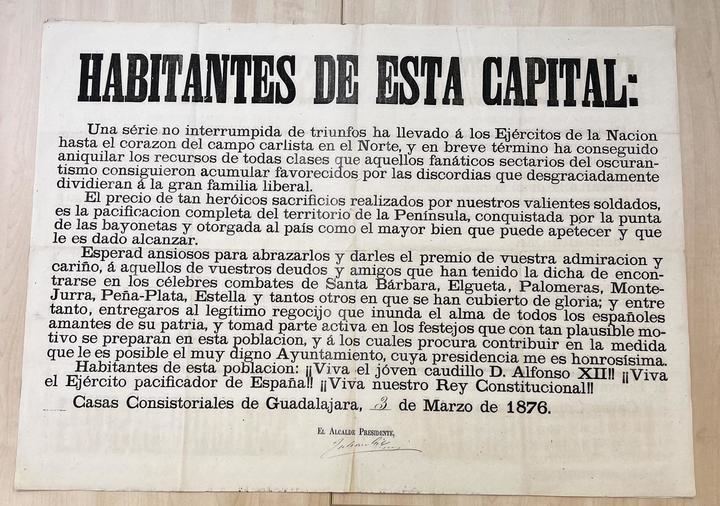 HABITANTES DE ESTA CAPITAL:
Una série no interrumpida de triunfos ha llevado á los Ejércitos de la Nacion
hasta el corazon del campo carlista en el Norte, y en breve término ha conseguido
aniquilar los recursos de todas clases que aquellos fanáticos sectarios del oscuran-
tismo consiguieron acumular favorecidos por las discordias que desgraciadamente
dividieran á la gran familia liberal.
El precio de tan heróicos sacrificios realizados por nuestros valientes soldados,
es la pacificacion completa del territorio de la Península, conquistada por la punta
de las bayonetas y otorgada al país como el mayor bien que puede apetecer y que
le es dado alcanzar.
Esperad ansiosos para abrazarlos y darles el premio de vuestra admiracion y
cariño, á aquellos de vuestros deudos y amigos que han tenido la dicha de encon-
trarse en los célebres combates de Santa Bárbara, Elgueta, Palomeras, Monte-
Jurra, Peña-Plata, Estella y tantos otros en que se han cubierto de gloria; y entre
tanto, entregaros al legítimo regocijo que inunda el alma de todos los españoles
amantes de su patria, y tomad parte activa en los festejos que con tan plausible mo-
tivo se preparan en esta poblacion, y á los cuales procura contribuir en la medida
que le es posible el muy digno Ayuntamiento, cuya presidencia me es honrosísima.
Habitantes de esta poblacion: ¡¡Viva el jóven caudillo D. Alfonso XII!! ¡¡Viva
el Ejército pacificador de España!! ¡¡Viva nuestro Rey Constitucional!!
Casas Consistoriales de Guadalajara, 3 de Marzo de 1876.
EL ALCALDE PRESIDENTE,